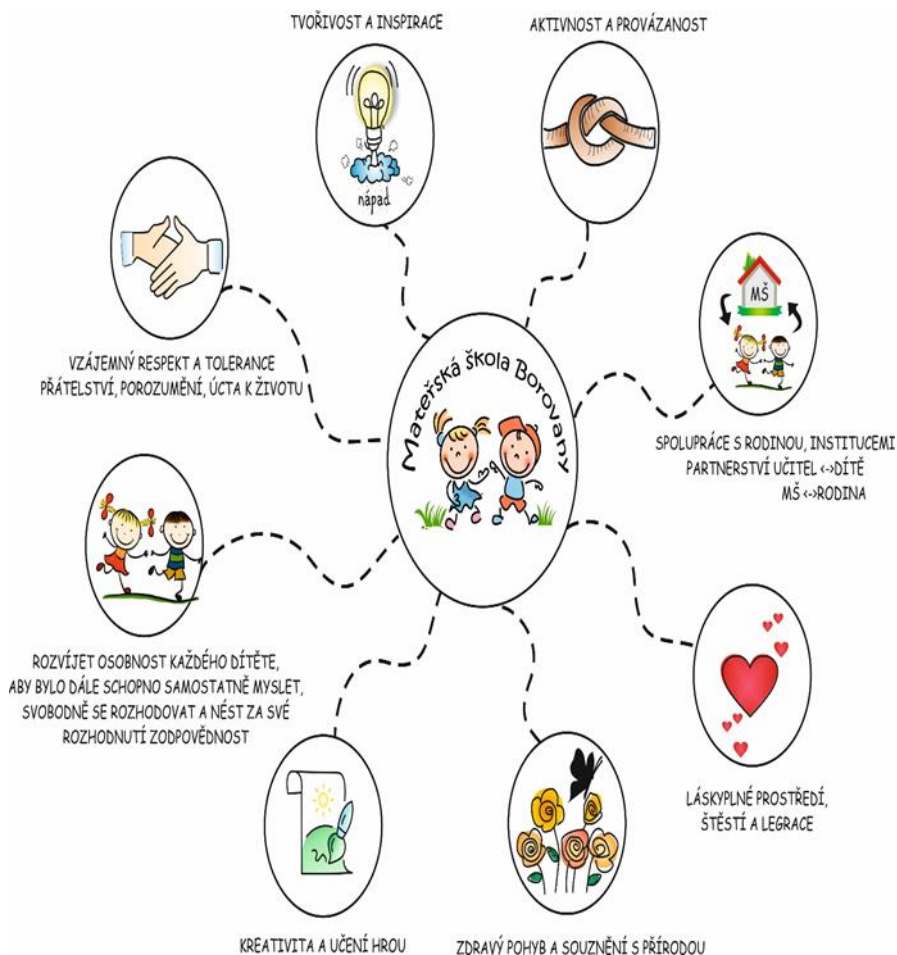 TVOŘIVOST A INSPIRACE
AKTIVNOST A PROVÁZANOST
nápad
MŠ
VZÁJEMNÝ RESPEKT A TOLERANCE
PŘÁTELSTVÍ, POROZUMĚNÍ, ÚCTA K ŽIVOTU
Mateřská škola Borovany
SPOLUPRÁCE S RODINOU, INSTITUCEMI
PARTNERSTVÍ UČITEL <->DÍTĚ
MŠ <->RODINA
ROZVÍJET OSOBNOST KAŽDÉHO DÍTĚTE,
ABY BYLO DÁLE SCHOPNO SAMOSTATNĚ MYSLET,
SVOBODNĚ SE ROZHODOVAT A NÉST ZA SVÉ
ROZHODNUTÍ ZODPOVĚDNOST
LÁSKYPLNÉ PROSTŘEDÍ,
ŠTĚSTÍ A LEGRACE
KREATIVITA A UČENÍ HROU
ZDRAVÝ POHYB A SOUZNĚNÍ S PŘÍRODOU